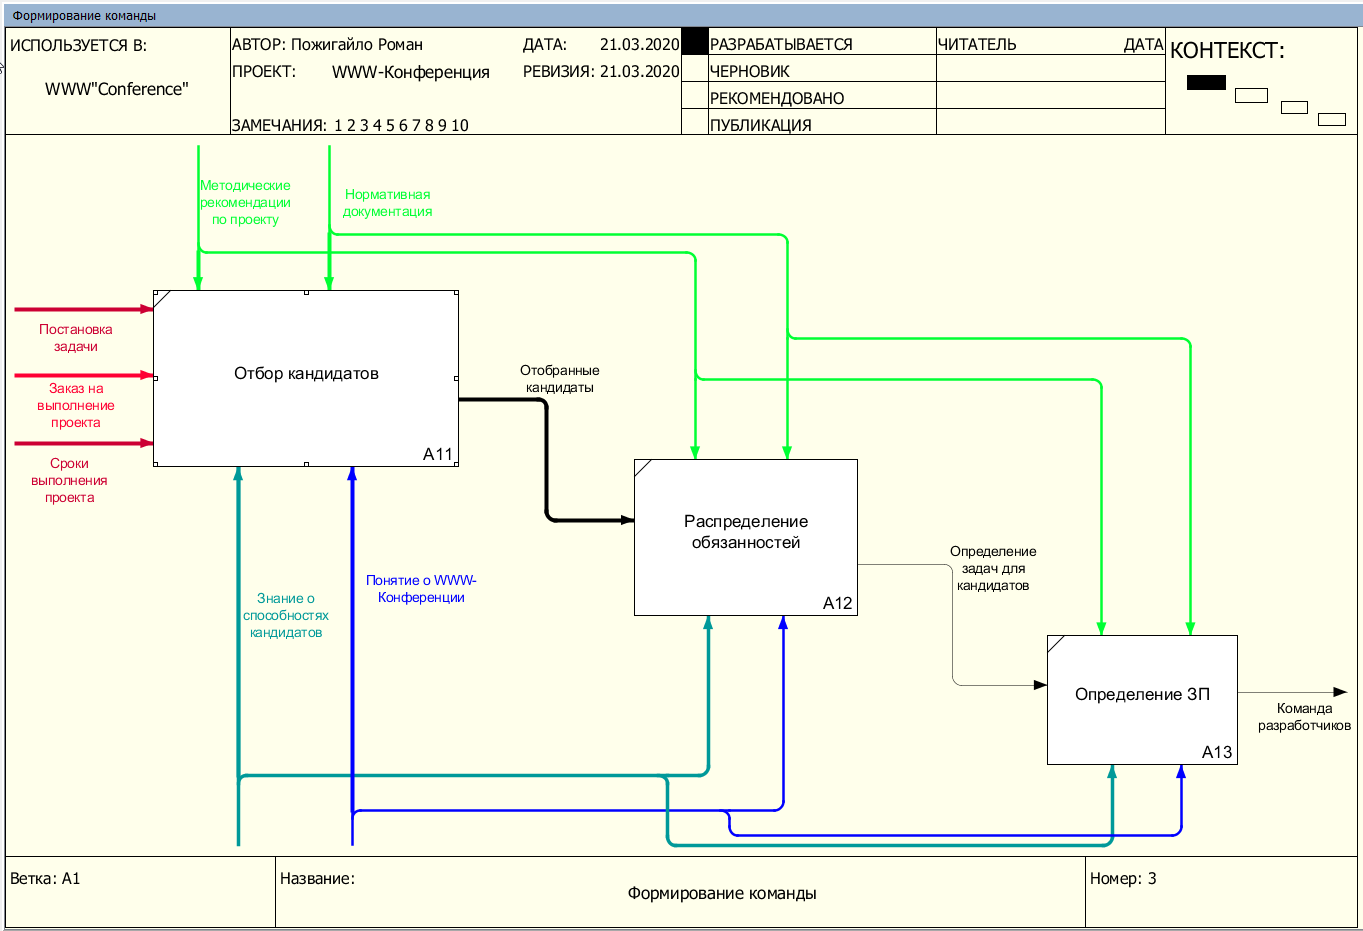 Формирование команды
ИСПОЛЬЗУЕТСЯ В:
WWW"Conference"
АВТОР: Пожигайло Роман
ДАТА: 21.03.2020
ПРОЕКТ: WWW-Конференция
РЕВИЗИЯ: 21.03.2020
ЗАМЕЧАНИЯ: 1 2 3 4 5 6 7 8 9 10
РАЗРАБАТЫВАЕТСЯ
ЧЕРНОВИК
РЕКОМЕНДОВАНО
ПУБЛИКАЦИЯ
ЧИТАТЕЛЬ
ДАТА
КОНТЕКСТ:
Методические
рекомендации
по проекту
Нормативная
документация
Постановка
задачи
Заказ на
выполнение
проекта
Сроки
выполнения
проекта
Отбор кандидатов
A11
Отобранные
кандидаты
Распределение
обязанностей
A12
Понятие о WWW-
Конференции
Знание о
способностях
кандидатов
Определение
задач для
кандидатов
Определение ЗП
A13
Команда
разработчиков
Ветка: A1
Название:
Формирование команды
Номер: 3